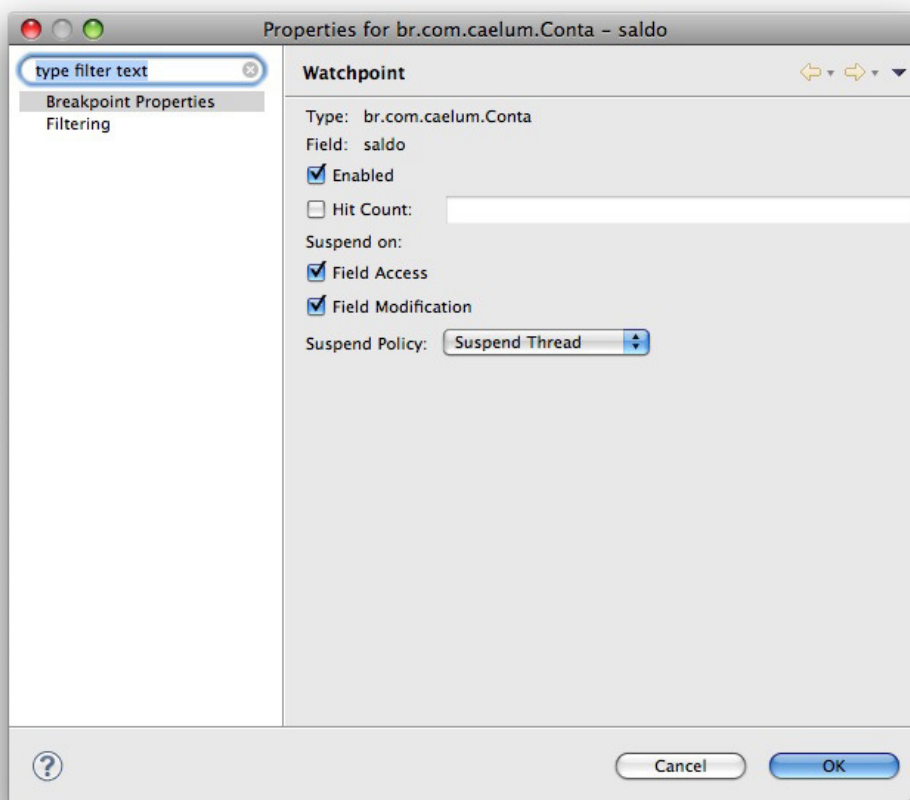 Properties for br.com.caelum.Conta – saldo
type filter text
Breakpoint Properties
Filtering
Watchpoint
Type: br.com.caelum.Conta
Field: saldo
Enabled
Hit Count:
Suspend on:
Field Access
Field Modification
Suspend Policy: Suspend Thread
?
Cancel OK